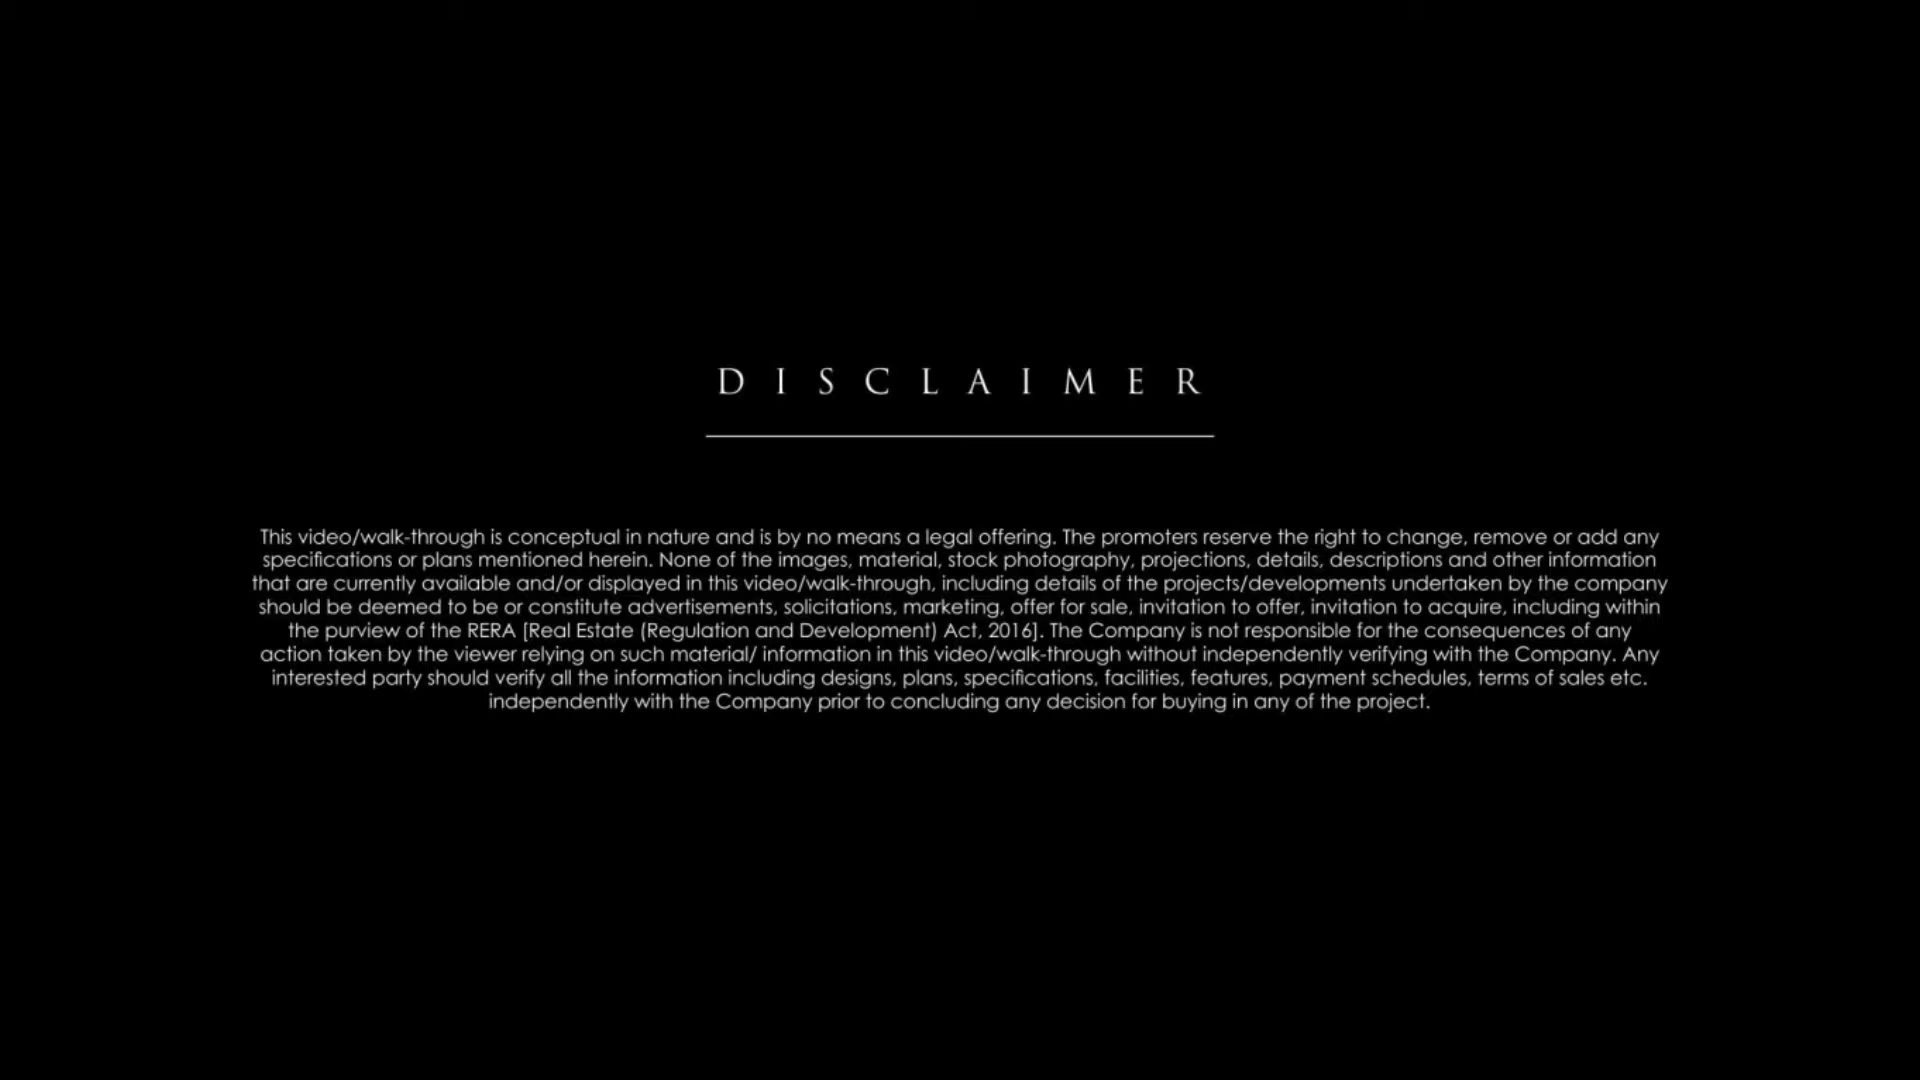 DISCLAIMER
This video/walk-through is conceptual in nature and is by no means a legal offering. The promoters reserve the right to change, remove or add any
specifications or plans mentioned herein. None of the images, material, stock photography, projections, details, descriptions and other information
that are currently available and/or displayed in this video/walk-through, including details of the projects/developments undertaken by the company
should be deemed to be or constitute advertisements, solicitations, marketing, offer for sale, invitation to offer, invitation to acquire, including within
the purview of the RERA [Real Estate (Regulation and Development) Act, 2016]. The Company is not responsible for the consequences of any
action taken by the viewer relying on such material/ information in this video/walk-through without independently verifying with the Company. Any
interested party should verify all the information including designs, plans, specifications, facilities, features, payment schedules, terms of sales etc.
independently with the Company prior to concluding any decision for buying in any of the project.